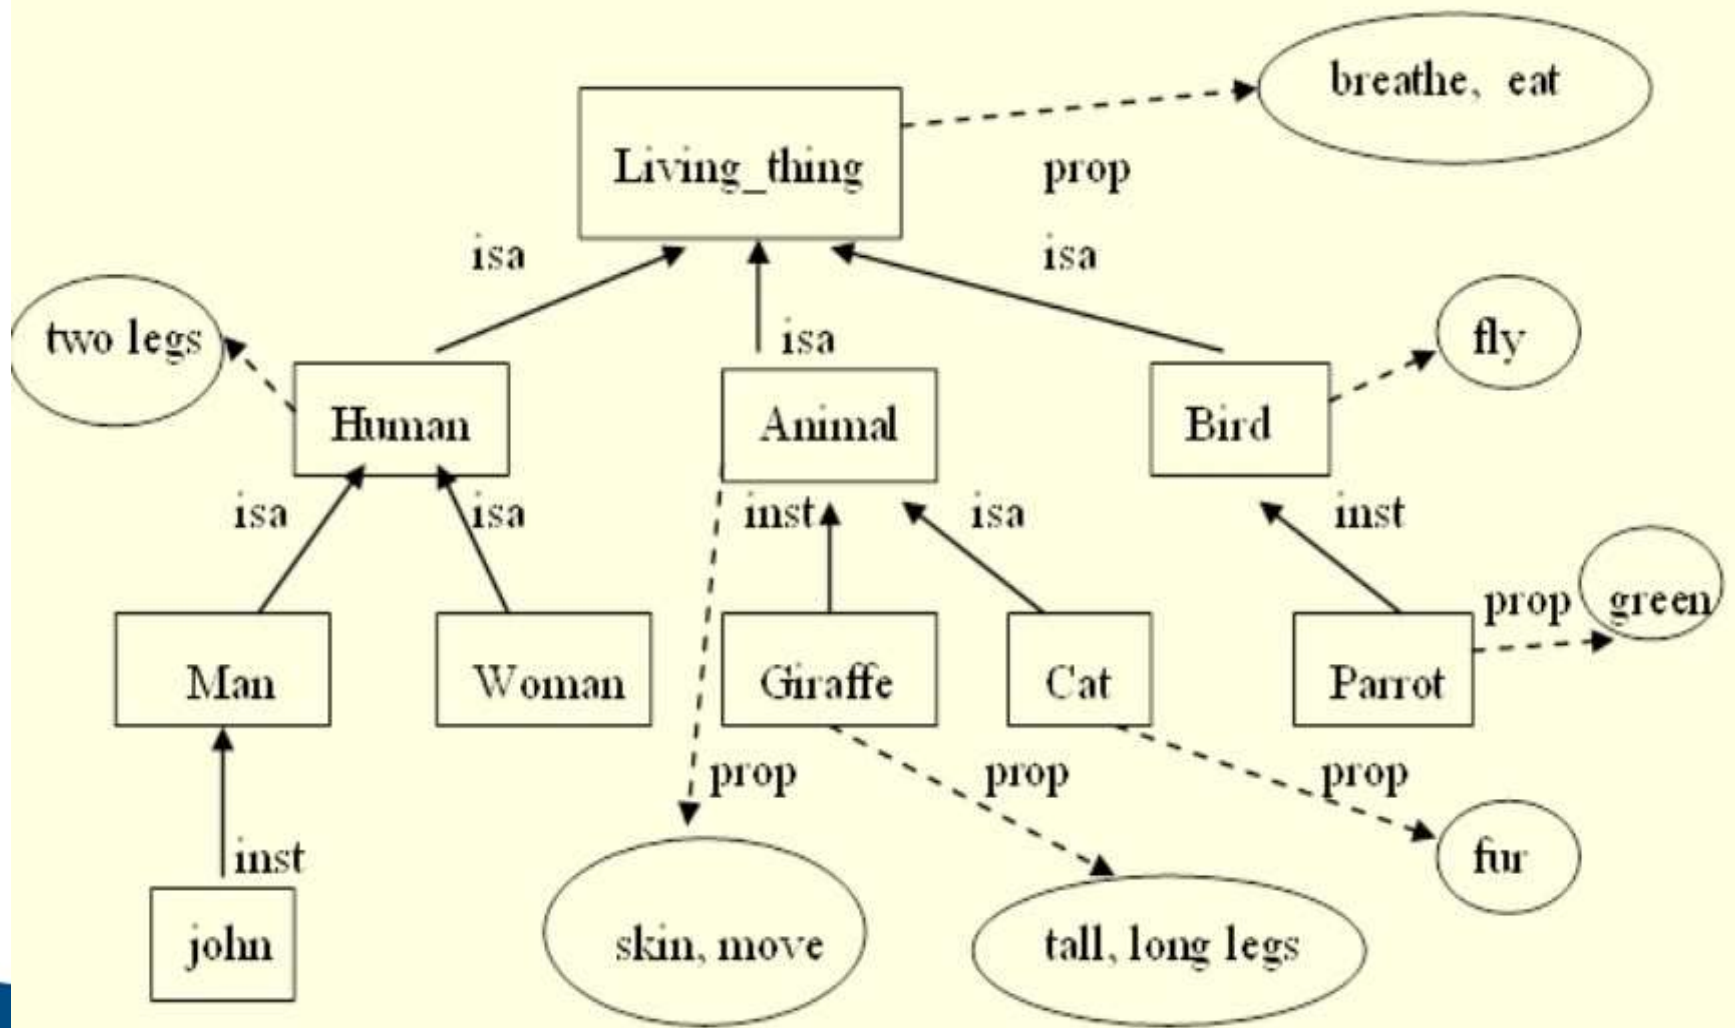 breathe, eat
Living_thing
prop
isa
isa
two legs
isa
fly
Human
Animal
Bird
isa
isa
inst
isa
inst
prop
green
Man
Woman
Giraffe
Cat
Parrot
prop
prop
prop
inst
fur
john
skin, move
tall, long legs